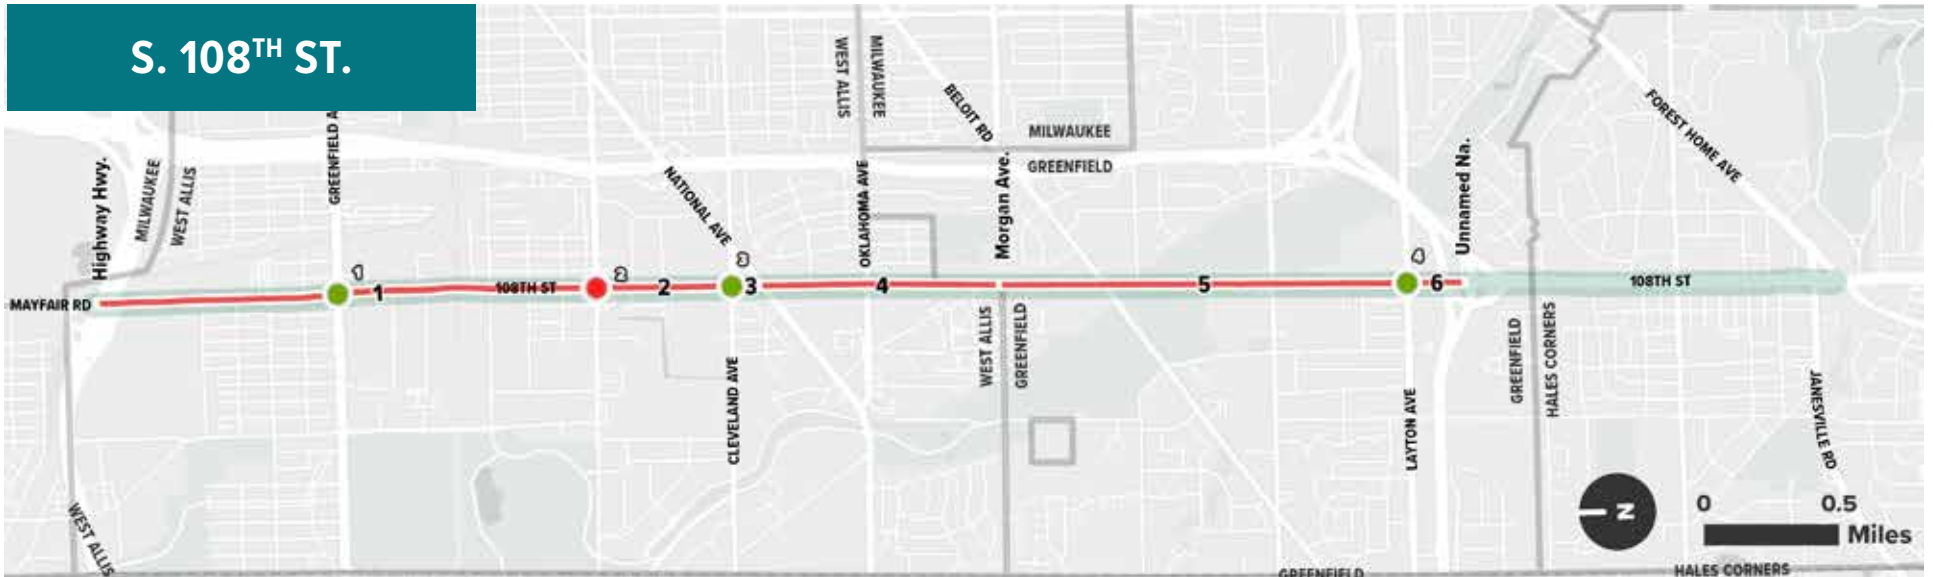 S. 108TH ST.
WEST ALLIS
MILWAUKEE
BELOIT RD
MILWAUKEE
GREENFIELD
FOREST HOME AVE
Highway Hwy.
MILWAUKEE
WEST ALLIS
GREENFIELD A
NATIONAL AVE
OKLAHOMA AVE
Morgan Ave.
Unnamed Na.
MAYFAIR RD
1
108TH ST
2
3
4
5
6
108TH ST
CLEVELAND AVE
WEST ALLIS
GREENFIELD
LAYTON AVE
GREENFIELD
HALES CORNERS
JANESVILLE RD
WEST ALLIS
N
0 0.5
Miles
GREENFIELD
HALES CORNERS